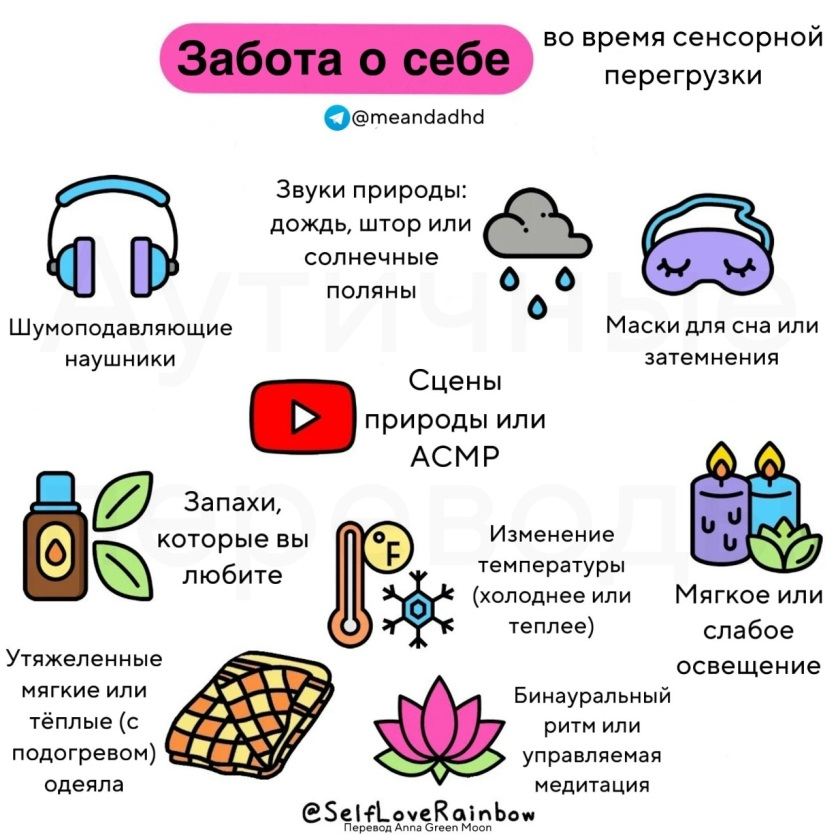 Забота о себе
во время сенсорной
перегрузки
@meandadhd
Звуки природы:
дождь, штор или
солнечные
поляны
Шумоподавляющие
наушники
Маски для сна или
затемнения
Сцены
природы или
АСМР
Запахи,
которые вы
любите
°F
Изменение
температуры
(холоднее или
теплее)
Мягкое или
слабое
освещение
Утяжеленные
мягкие или
тёплые (с
подогревом)
одеяла
Бинауральный
ритм или
управляемая
медитация
@SelfLoveRainbow
Перевод Anna Green Moon
Аутичные
переводы